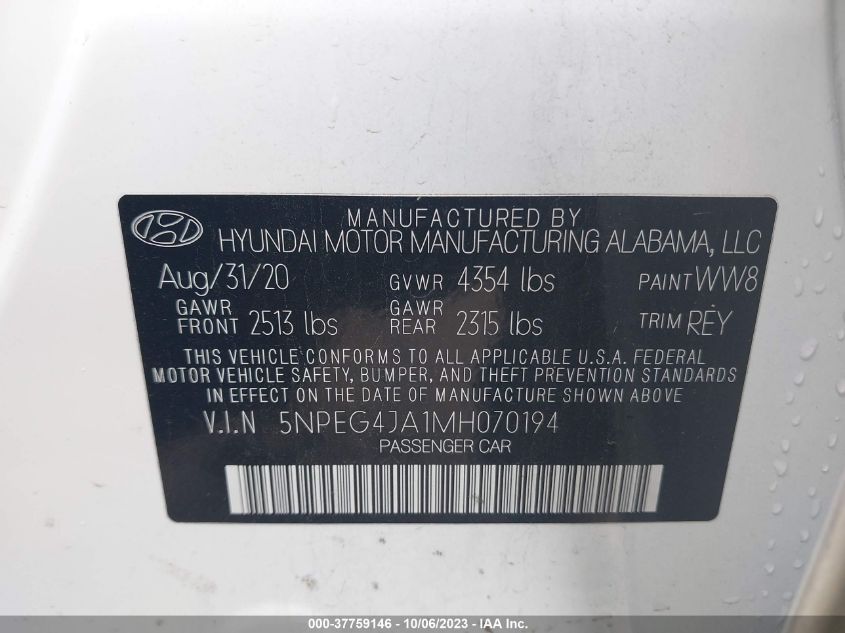 MANUFACTURED BY
HYUNDAI MOTOR MANUFACTURING ALABAMA, LLC
Aug/31/20 GVWR 4354 lbs PAINT WW8
GAWR FRONT 2513 lbs GAWR REAR 2315 lbs TRIM REY
THIS VEHICLE CONFORMS TO ALL APPLICABLE U.S.A. FEDERAL
MOTOR VEHICLE SAFETY, BUMPER, AND THEFT PREVENTION STANDARDS
IN EFFECT ON THE DATE OF MANUFACTURE SHOWN ABOVE
V.I.N 5NPEG4JA1MH070194
PASSENGER CAR
000-37759146 - 10/06/2023 - IAA Inc.